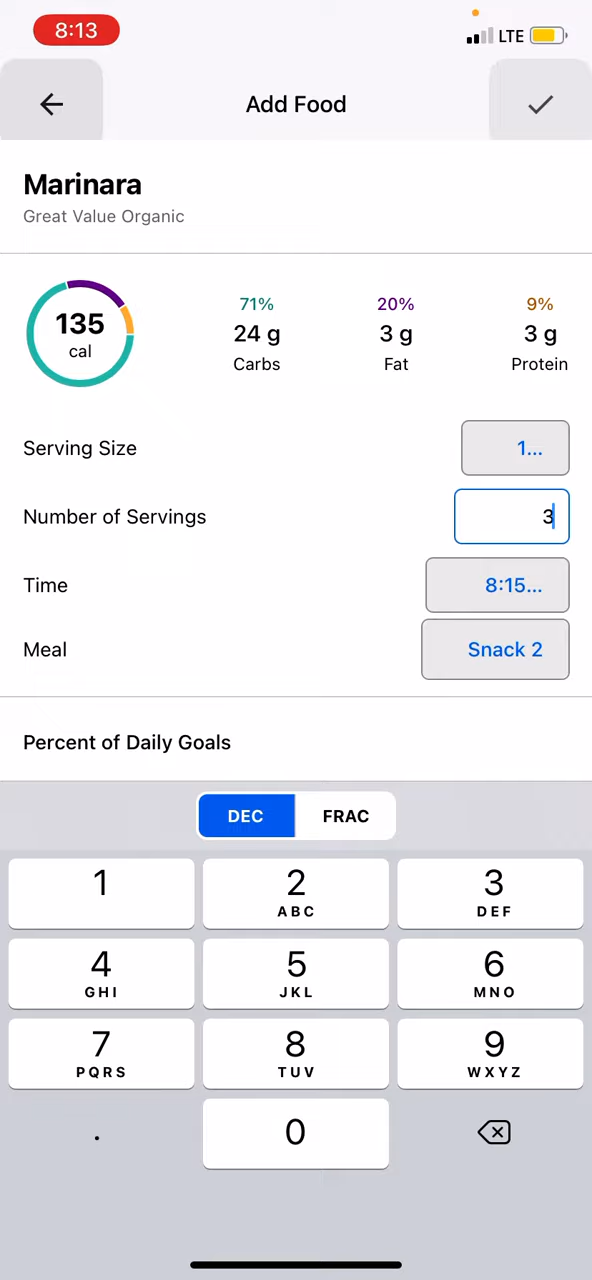 8:13
LTE
Add Food
Marinara
Great Value Organic
135
cal
71%
24 g
Carbs
20%
3 g
Fat
9%
3 g
Protein
Serving Size
1...
Number of Servings
3
Time
8:15...
Meal
Snack 2
Percent of Daily Goals
DEC
FRAC
1
2
ABC
3
DEF
4
GHI
5
JKL
6
MNO
7
PQRS
8
TUV
9
WXYZ
.
0